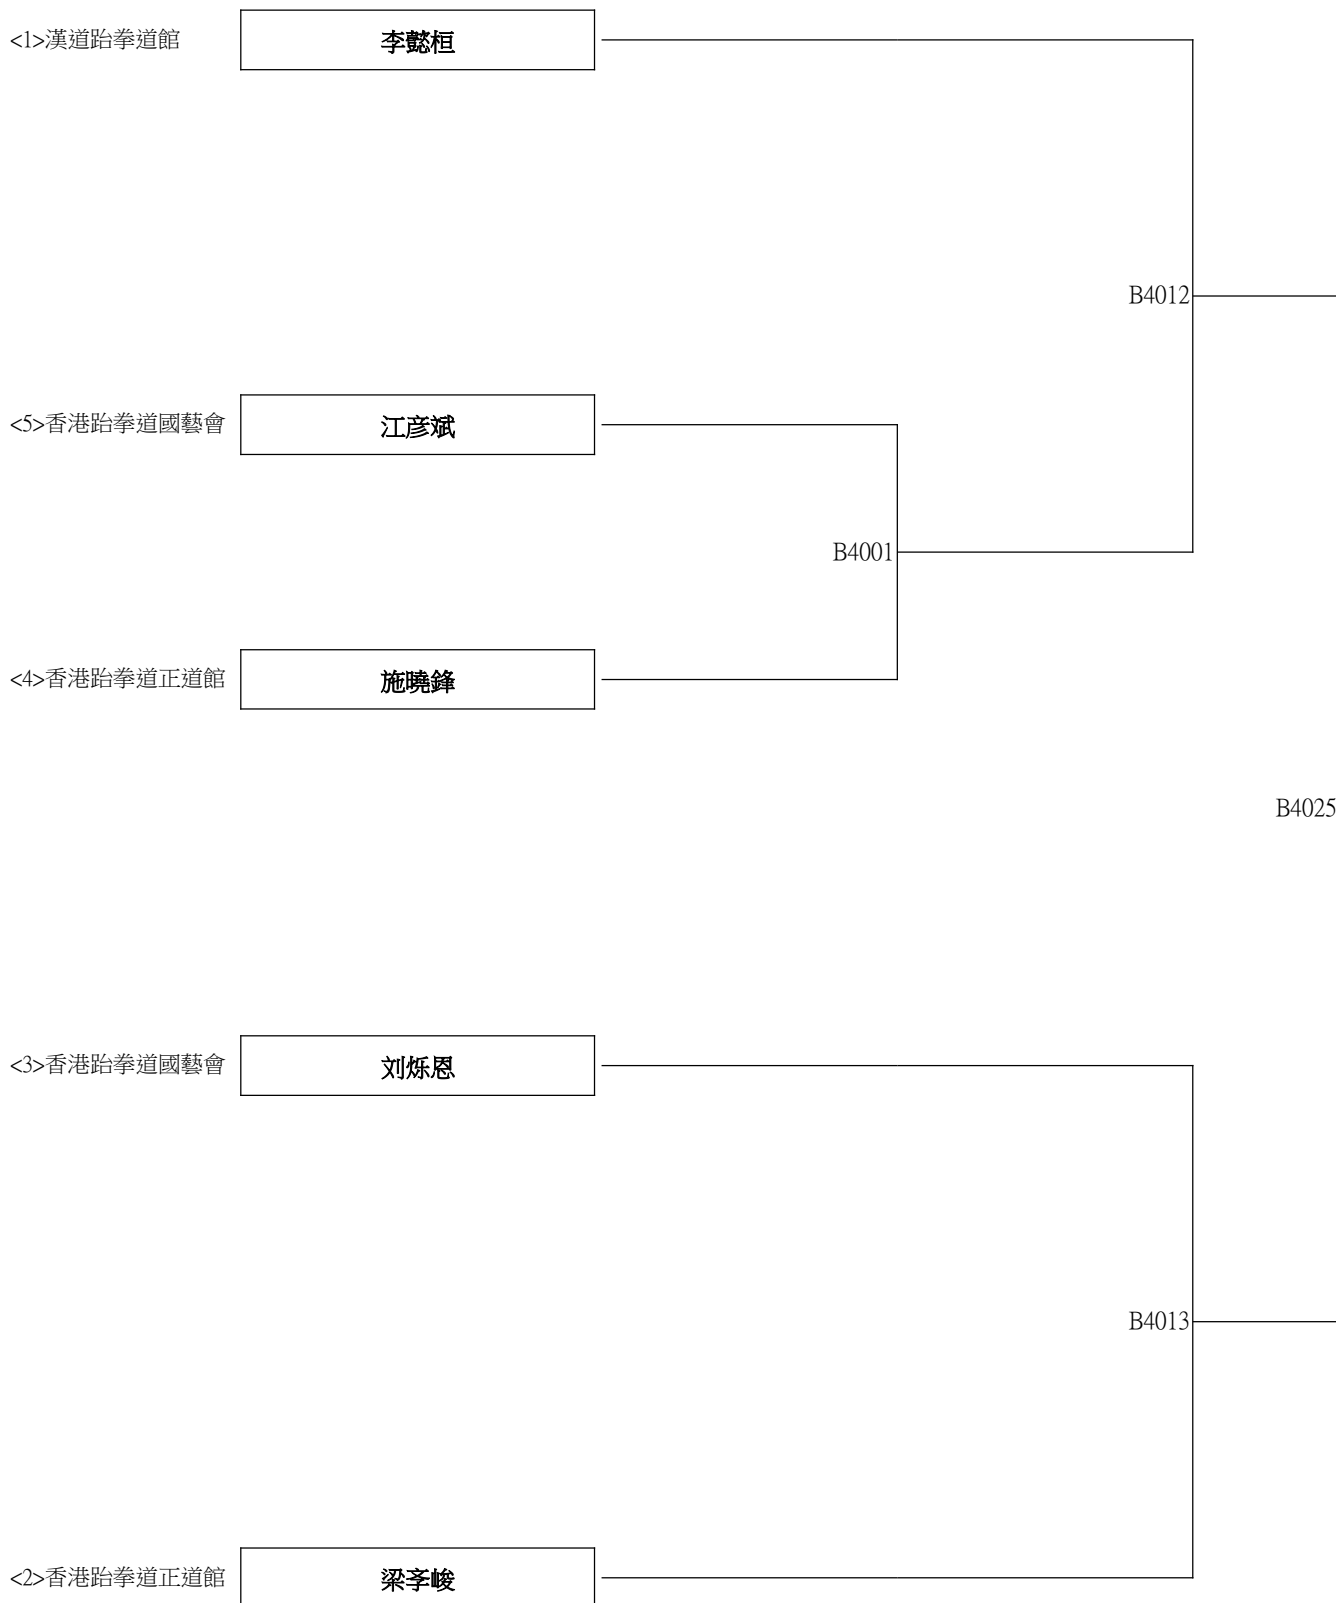 <1>漢道跆拳道館 李懿桓
B4012
<5>香港跆拳道國藝會 江彦斌
B4001
<4>香港跆拳道正道館 施曉鋒
B4025
<3>香港跆拳道國藝會 刘烁恩
B4013
<2>香港跆拳道正道館 梁孛峻